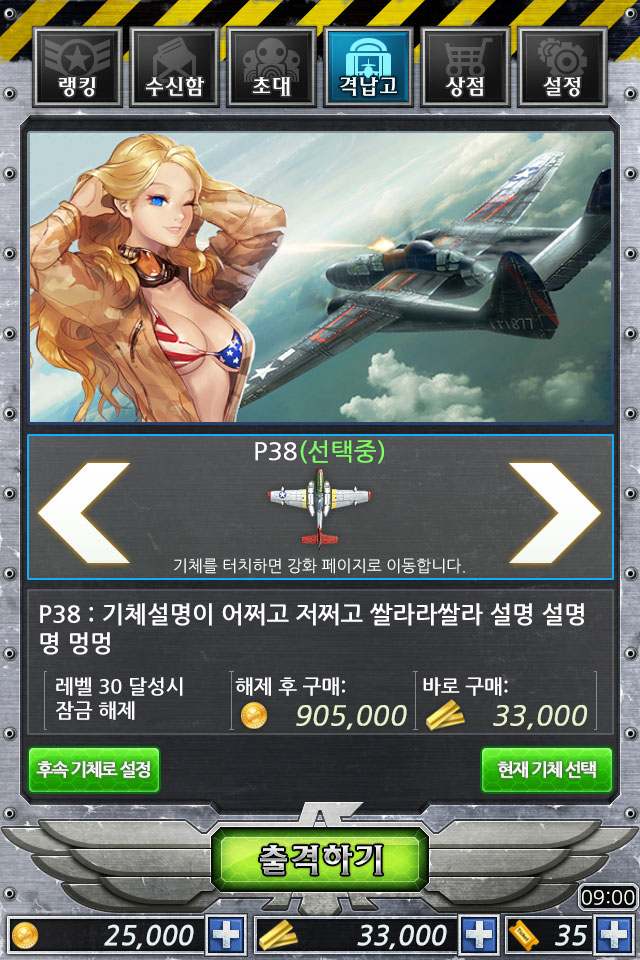 랭킹
수신함
초대
격납고
상점
설정
P38(선택중)
기체를 터치하면 강화 페이지로 이동합니다.
P38 : 기체설명이 어쩌고 저쩌고 쌀라라쌀라 설명 설명
명 멍멍
레벨 30 달성시
잠금 해제
해제 후 구매:
905,000
바로 구매:
33,000
후속 기체로 설정
현재 기체 선택
출격하기
09:00
25,000
33,000
35